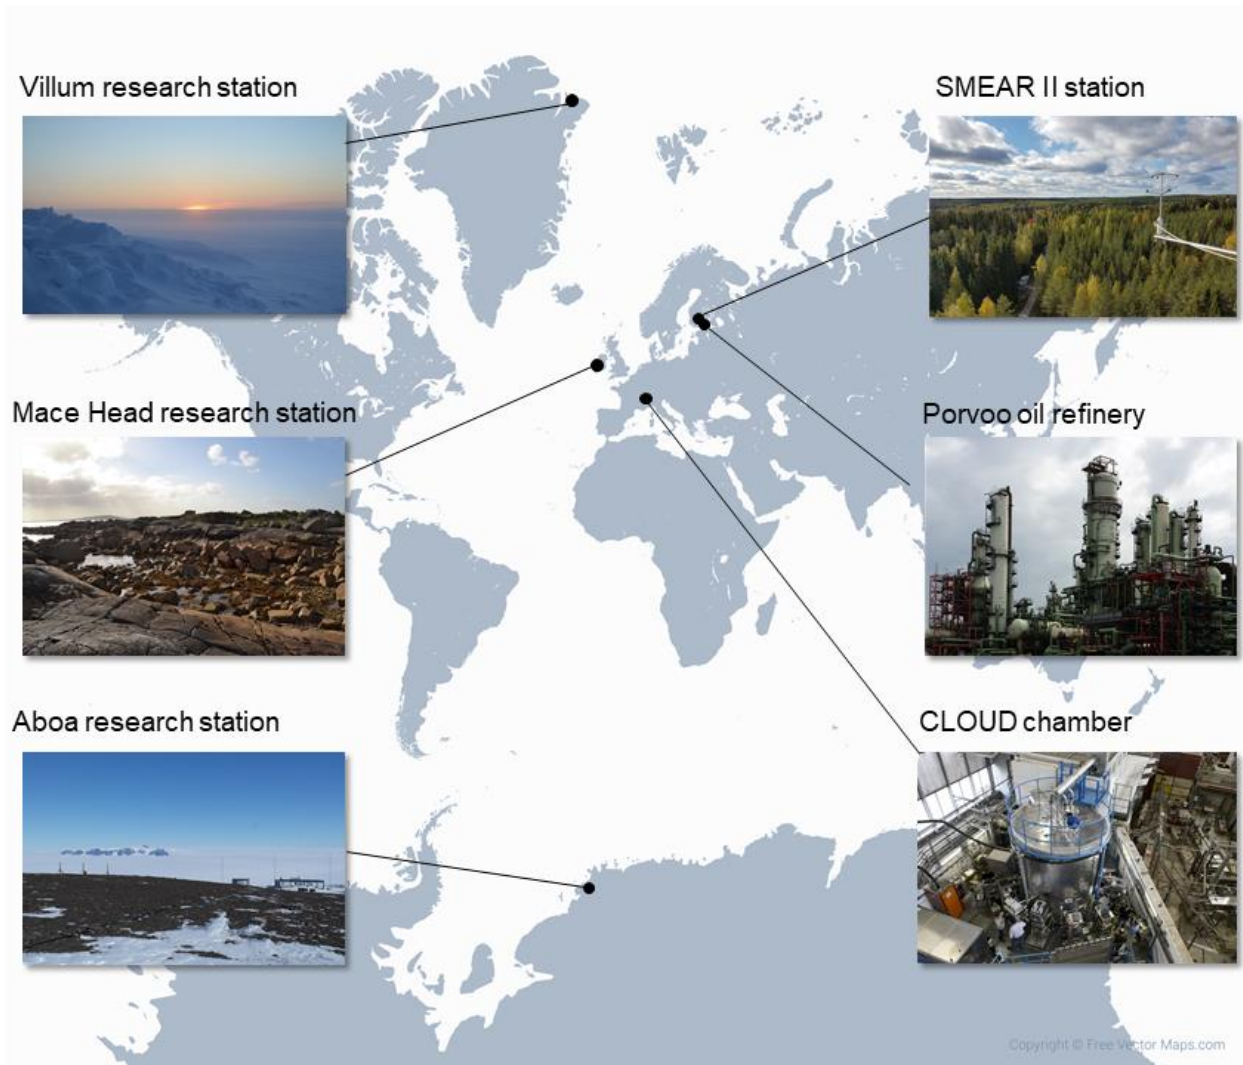 Villum research station
SMEAR II station
Mace Head research station
Porvoo oil refinery
Aboa research station
CLOUD chamber
Copyright © Free Vector Maps.com